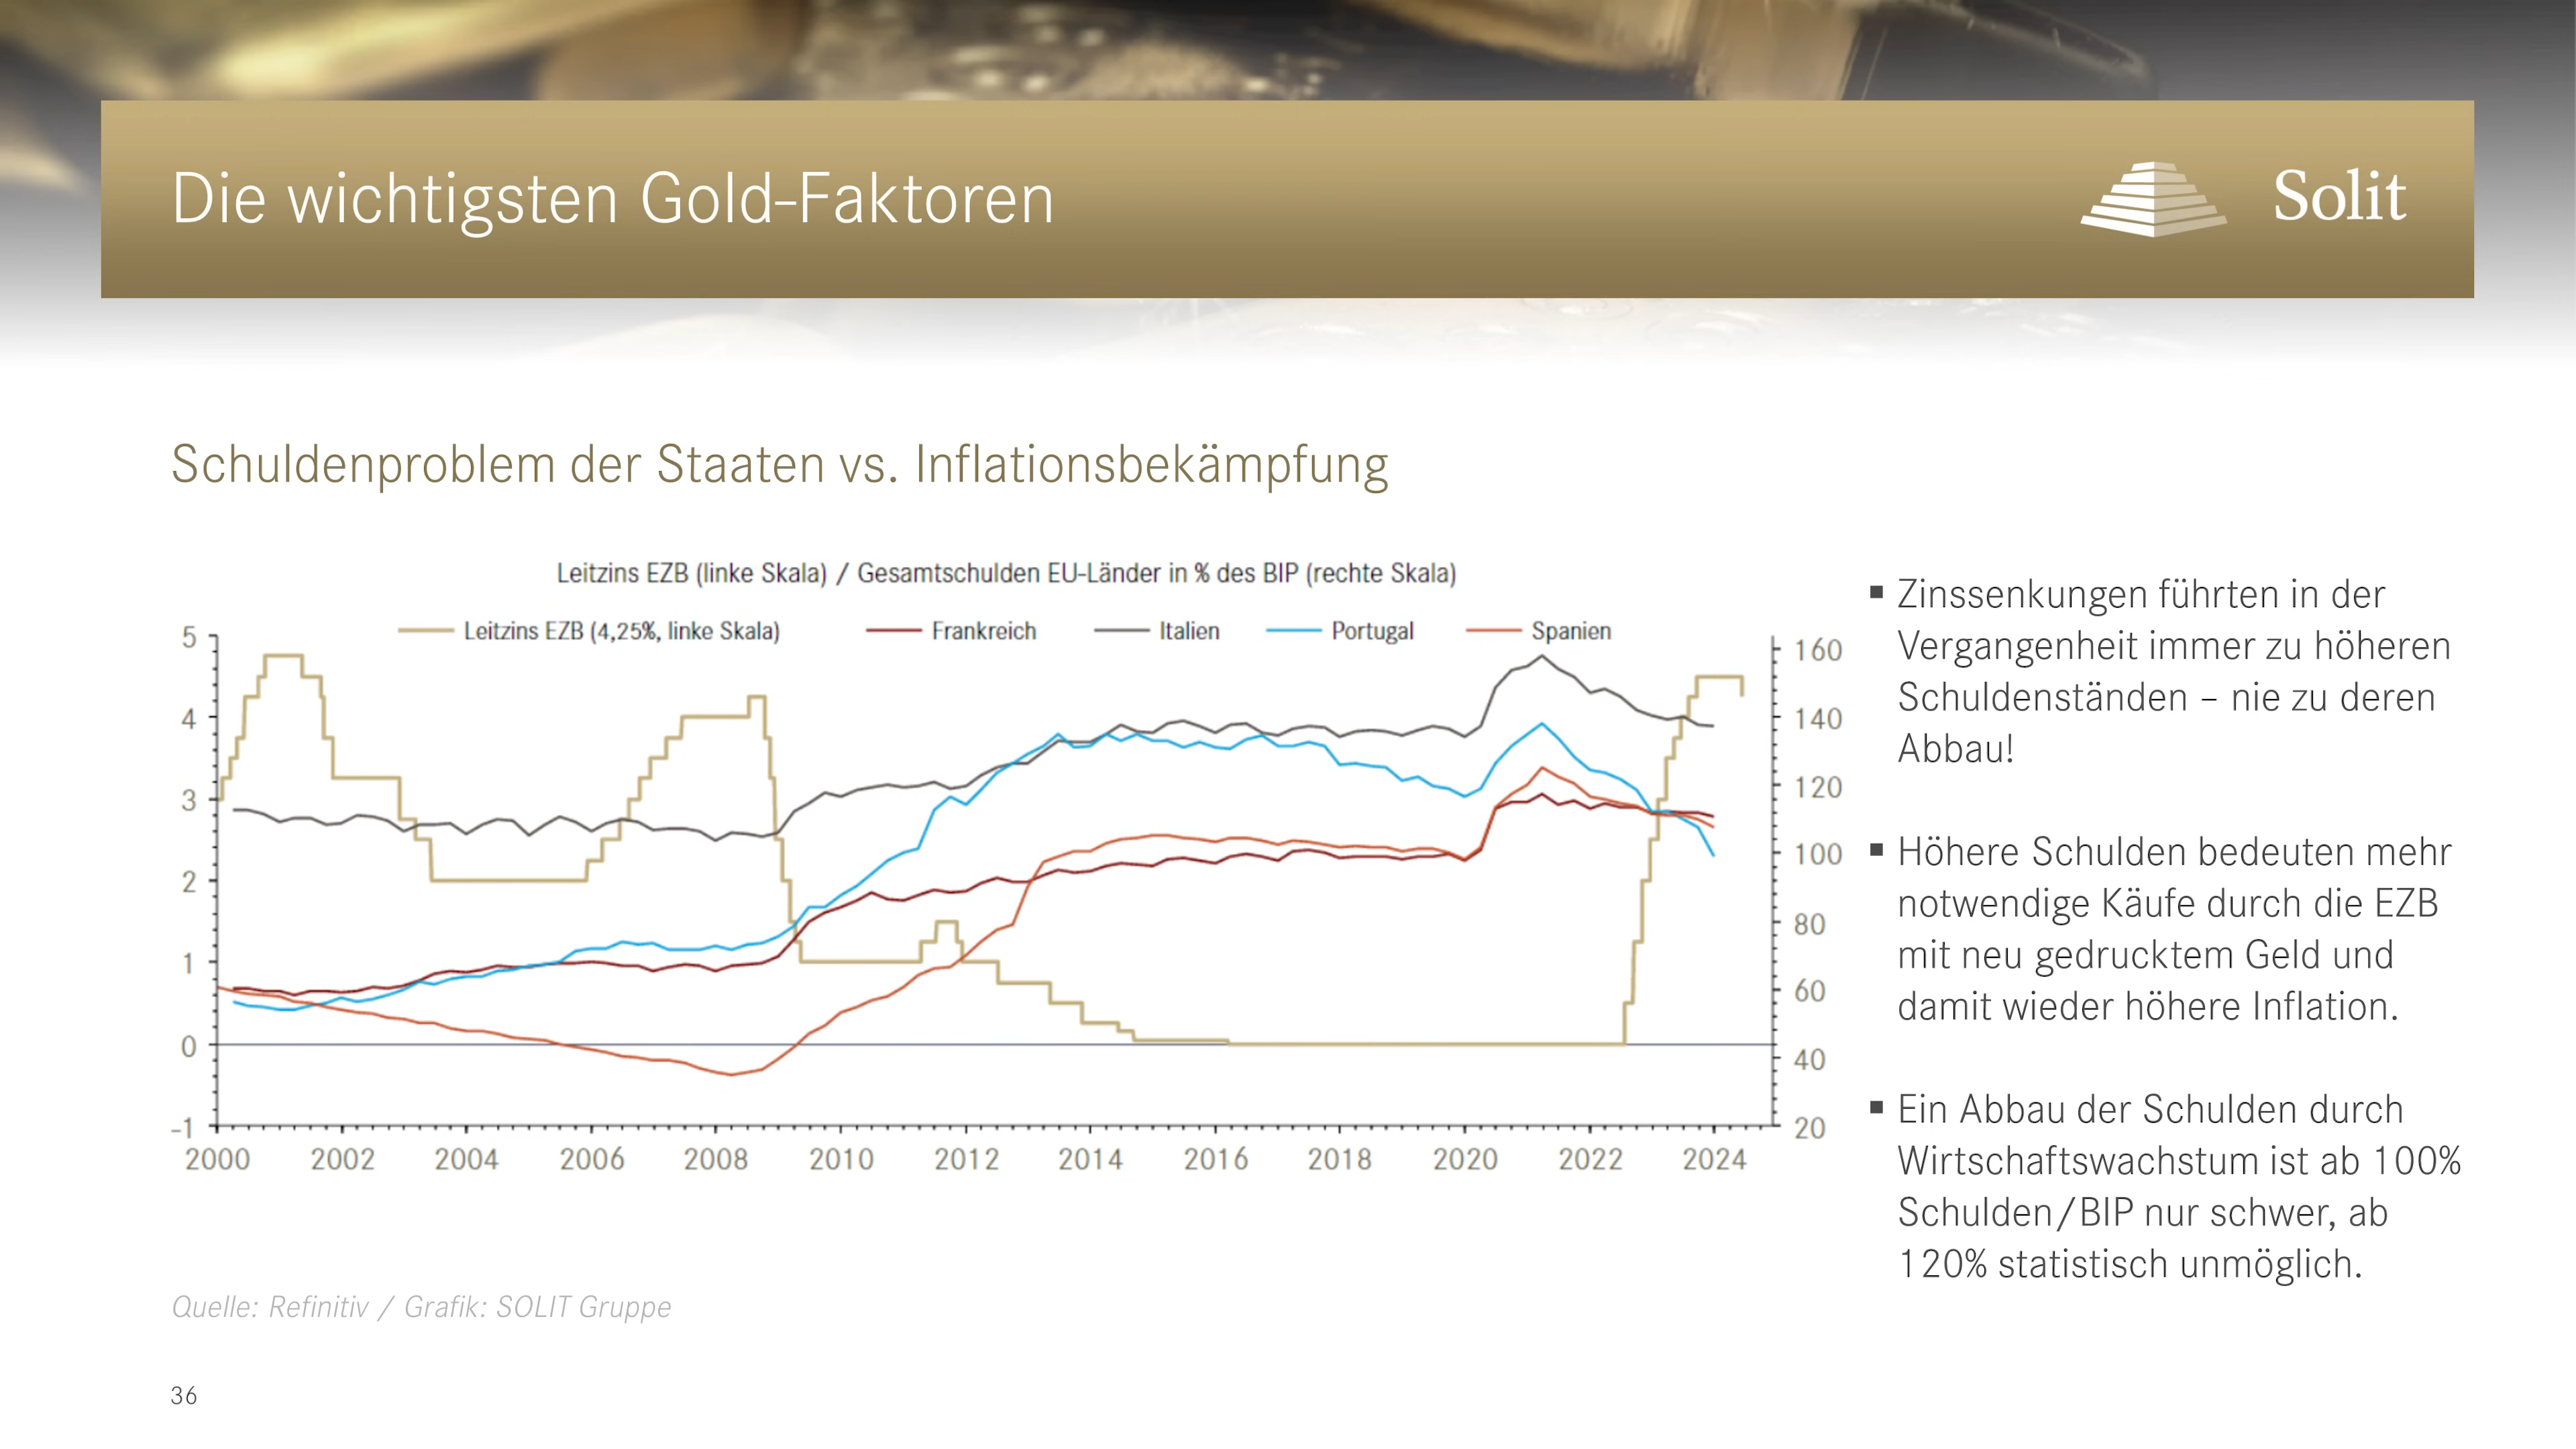 Die wichtigsten Gold-Faktoren
Solit
Schuldenproblem der Staaten vs. Inflationsbekämpfung
Leitzins EZB (linke Skala) / Gesamtschulden EU-Länder in % des BIP (rechte Skala)
Leitzins EZB (4,25%, linke Skala) Frankreich Italien Portugal Spanien
5
4
3
2
1
0
-1
160
140
120
100
80
60
40
20
2000 2002 2004 2006 2008 2010 2012 2014 2016 2018 2020 2022 2024
▪ Zinssenkungen führten in der
Vergangenheit immer zu höheren
Schuldenständen – nie zu deren
Abbau!
▪ Höhere Schulden bedeuten mehr
notwendige Käufe durch die EZB
mit neu gedrucktem Geld und
damit wieder höhere Inflation.
▪ Ein Abbau der Schulden durch
Wirtschaftswachstum ist ab 100%
Schulden/BIP nur schwer, ab
120% statistisch unmöglich.
Quelle: Refinitiv / Grafik: SOLIT Gruppe
36